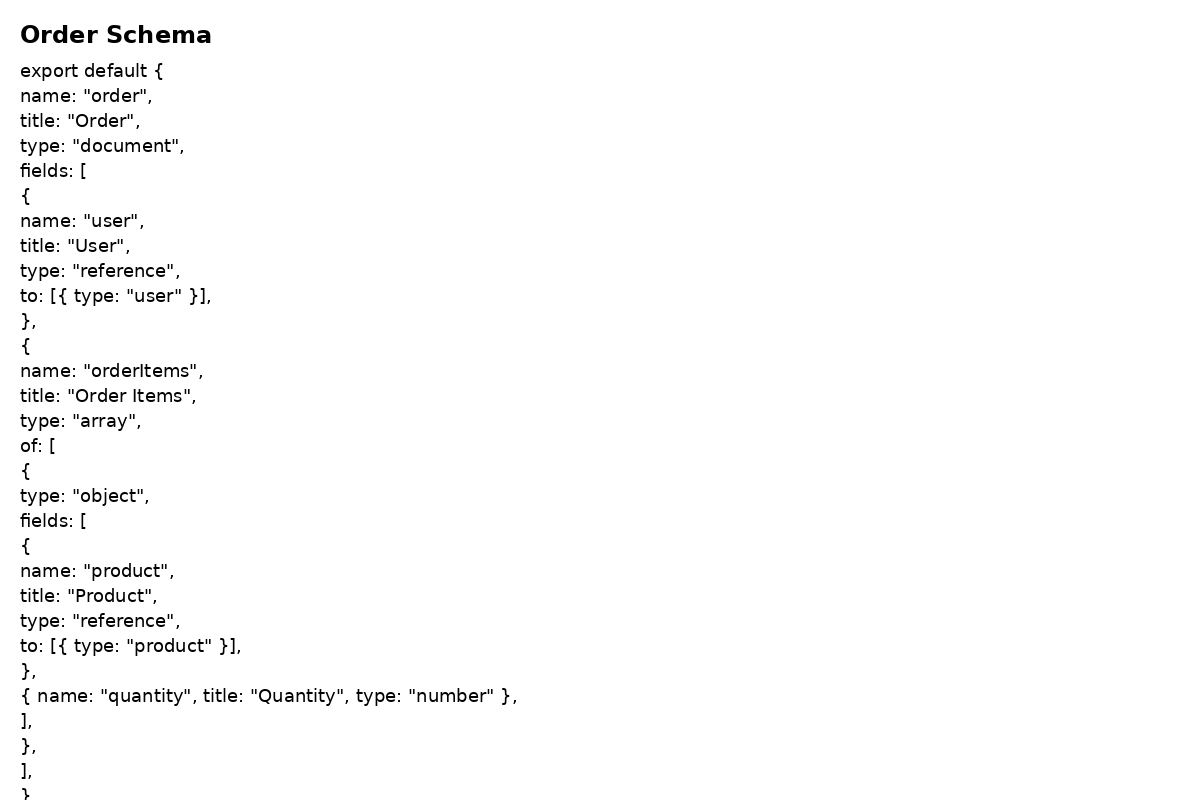 Order Schema
export default {
name: "order",
title: "Order",
type: "document",
fields: [
{
name: "user",
title: "User",
type: "reference",
to: [{ type: "user" }],
},
{
name: "orderItems",
title: "Order Items",
type: "array",
of: [
{
type: "object",
fields: [
{
name: "product",
title: "Product",
type: "reference",
to: [{ type: "product" }],
},
{ name: "quantity", title: "Quantity", type: "number" },
],
},
],
}